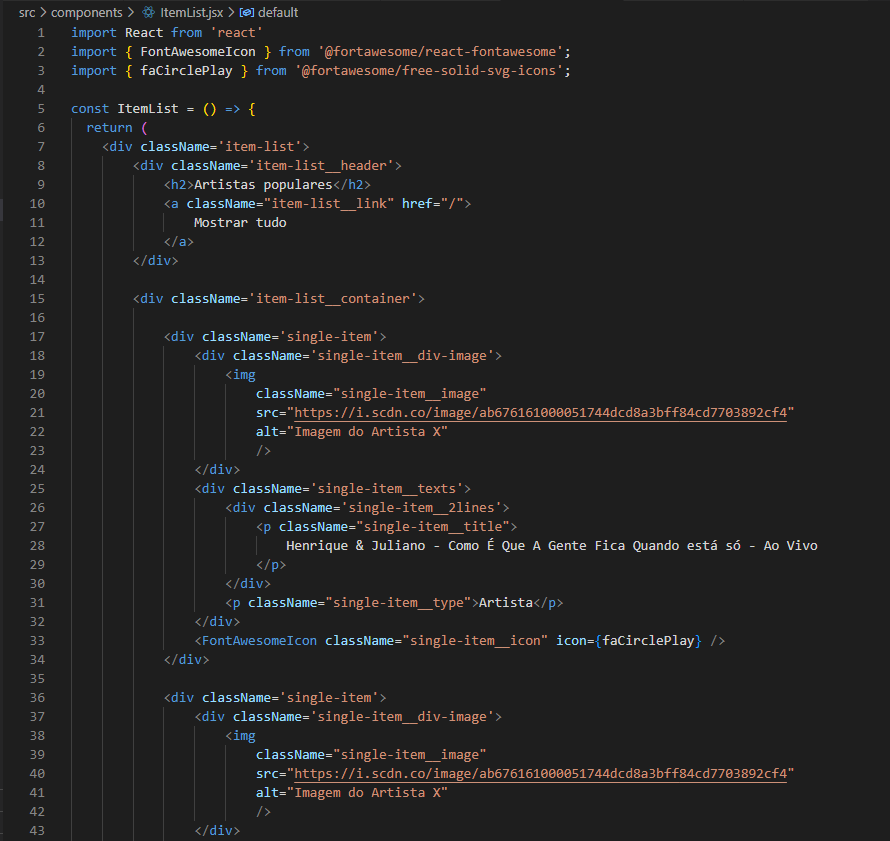 src > components > ItemList.jsx > default
1 import React from 'react'
2 import { FontAwesomeIcon } from '@fortawesome/react-fontawesome';
3 import { faCirclePlay } from '@fortawesome/free-solid-svg-icons';
4
5 const ItemList = () => {
6   return (
7     <div className='item-list'>
8         <div className='item-list__header'>
9             <h2>Artistas populares</h2>
10             <a className="item-list__link" href="/">
11                 Mostrar tudo
12             </a>
13         </div>
14
15         <div className='item-list__container'>
16
17             <div className='single-item'>
18                 <div className='single-item__div-image'>
19                     <img
20                         className="single-item__image"
21                         src="https://i.scdn.co/image/ab676161000051744dcd8a3bff84cd7703892cf4"
22                         alt="Imagem do Artista X"
23                         />
24                 </div>
25                 <div className='single-item__texts'>
26                     <div className='single-item__2lines'>
27                         <p className="single-item__title">
28                             Henrique & Juliano - Como É Que A Gente Fica Quando está só - Ao Vivo
29                         </p>
30                     </div>
31                     <p className="single-item__type">Artista</p>
32                 </div>
33                 <FontAwesomeIcon className="single-item__icon" icon={faCirclePlay} />
34             </div>
35
36             <div className='single-item'>
37                 <div className='single-item__div-image'>
38                     <img
39                         className="single-item__image"
40                         src="https://i.scdn.co/image/ab676161000051744dcd8a3bff84cd7703892cf4"
41                         alt="Imagem do Artista X"
42                         />
43                 </div>